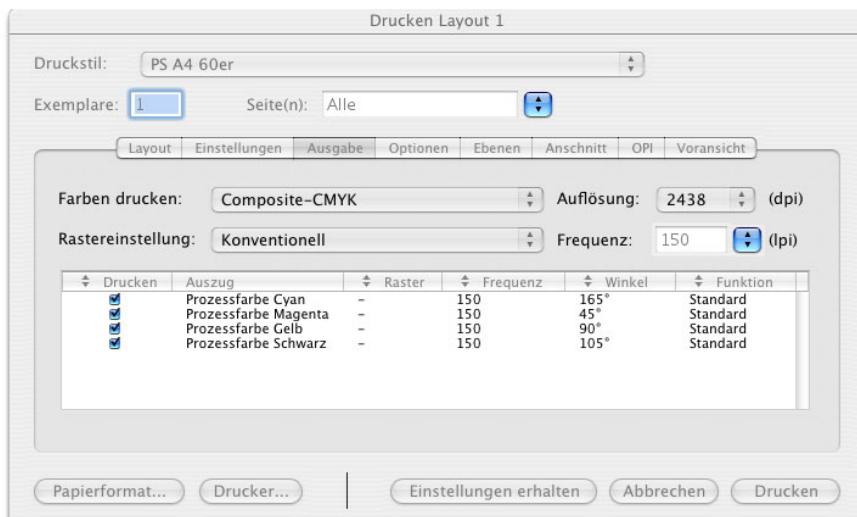 Drucken Layout 1
Druckstil: PS A4 60er
Exemplare: 1 Seite(n): Alle
Layout Einstellungen Ausgabe Optionen Ebenen Anschnitt OPI Voransicht
Farben drucken: Composite-CMYK Auflösung: 2438 (dpi)
Rastereinstellung: Konventionell Frequenz: 150 (lpi)
Drucken Auszug Raster Frequenz Winkel Funktion
Prozessfarbe Cyan – 150 165° Standard
Prozessfarbe Magenta – 150 45° Standard
Prozessfarbe Gelb – 150 90° Standard
Prozessfarbe Schwarz – 150 105° Standard
Papierformat... Drucker... Einstellungen erhalten Abbrechen Drucken